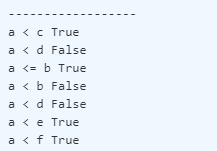 ------------------
a < c True
a < d False
a <= b True
a < b False
a < d False
a < e True
a < f True